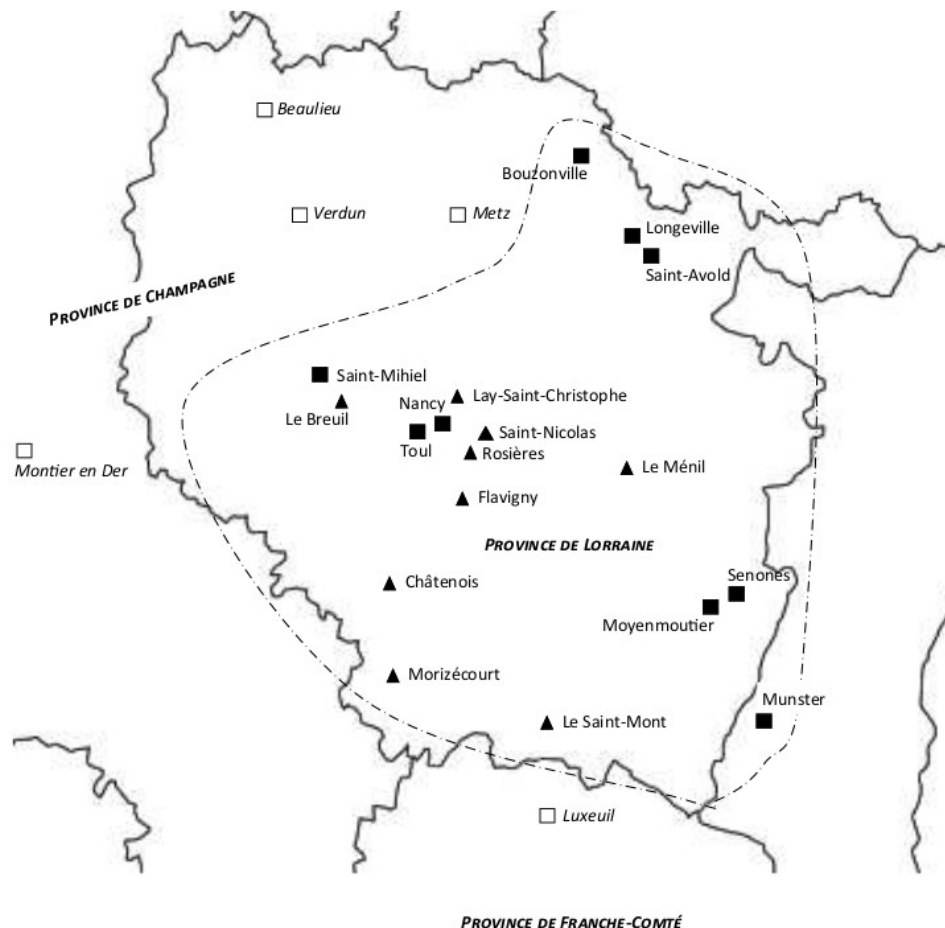 Beaulieu
Bouzonville
Verdun
Metz
Longeville
Saint-Avold
PROVINCE DE CHAMPAGNE
Saint-Mihiel
Lay-Saint-Christophe
Nancy
Le Breuil
Saint-Nicolas
Toul
Rosières
Montier en Der
Le Ménil
Flavigny
PROVINCE DE LORRAINE
Senones
Châtenois
Moyenmoutier
Morizécourt
Munster
Le Saint-Mont
Luxeuil
PROVINCE DE FRANCHE-COMTÉ